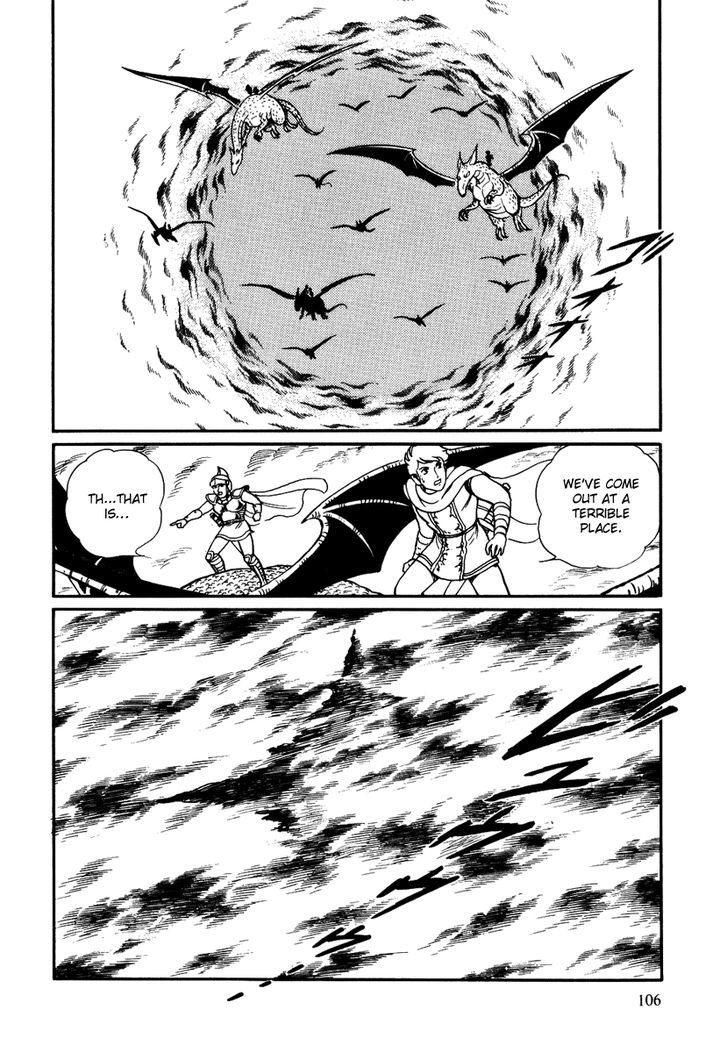 TH...THAT
IS...
WE'VE COME
OUT AT A
TERRIBLE
PLACE.
106